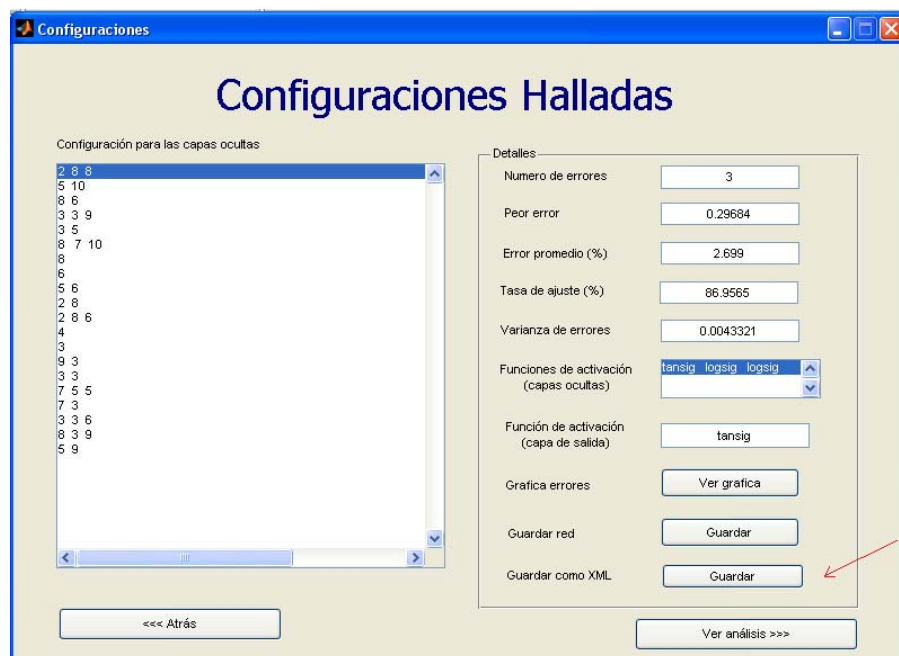 Configuraciones
Configuraciones Halladas
Configuración para las capas ocultas
2 8 8
5 10
8 6
3 3 9
3 5
8 7 10
8
6
5 6
2 8
2 8 6
4
3
9 3
3 3
7 5 5
7 3
3 3 6
8 3 9
5 9
<<< Atrás
Detalles
Numero de errores 3
Peor error 0.29684
Error promedio (%) 2.699
Tasa de ajuste (%) 86.9565
Varianza de errores 0.0043321
Funciones de activación tansig logsig logsig
(capas ocultas)
Función de activación
(capa de salida) tansig
Grafica errores Ver grafica
Guardar red Guardar
Guardar como XML Guardar
Ver análisis >>>